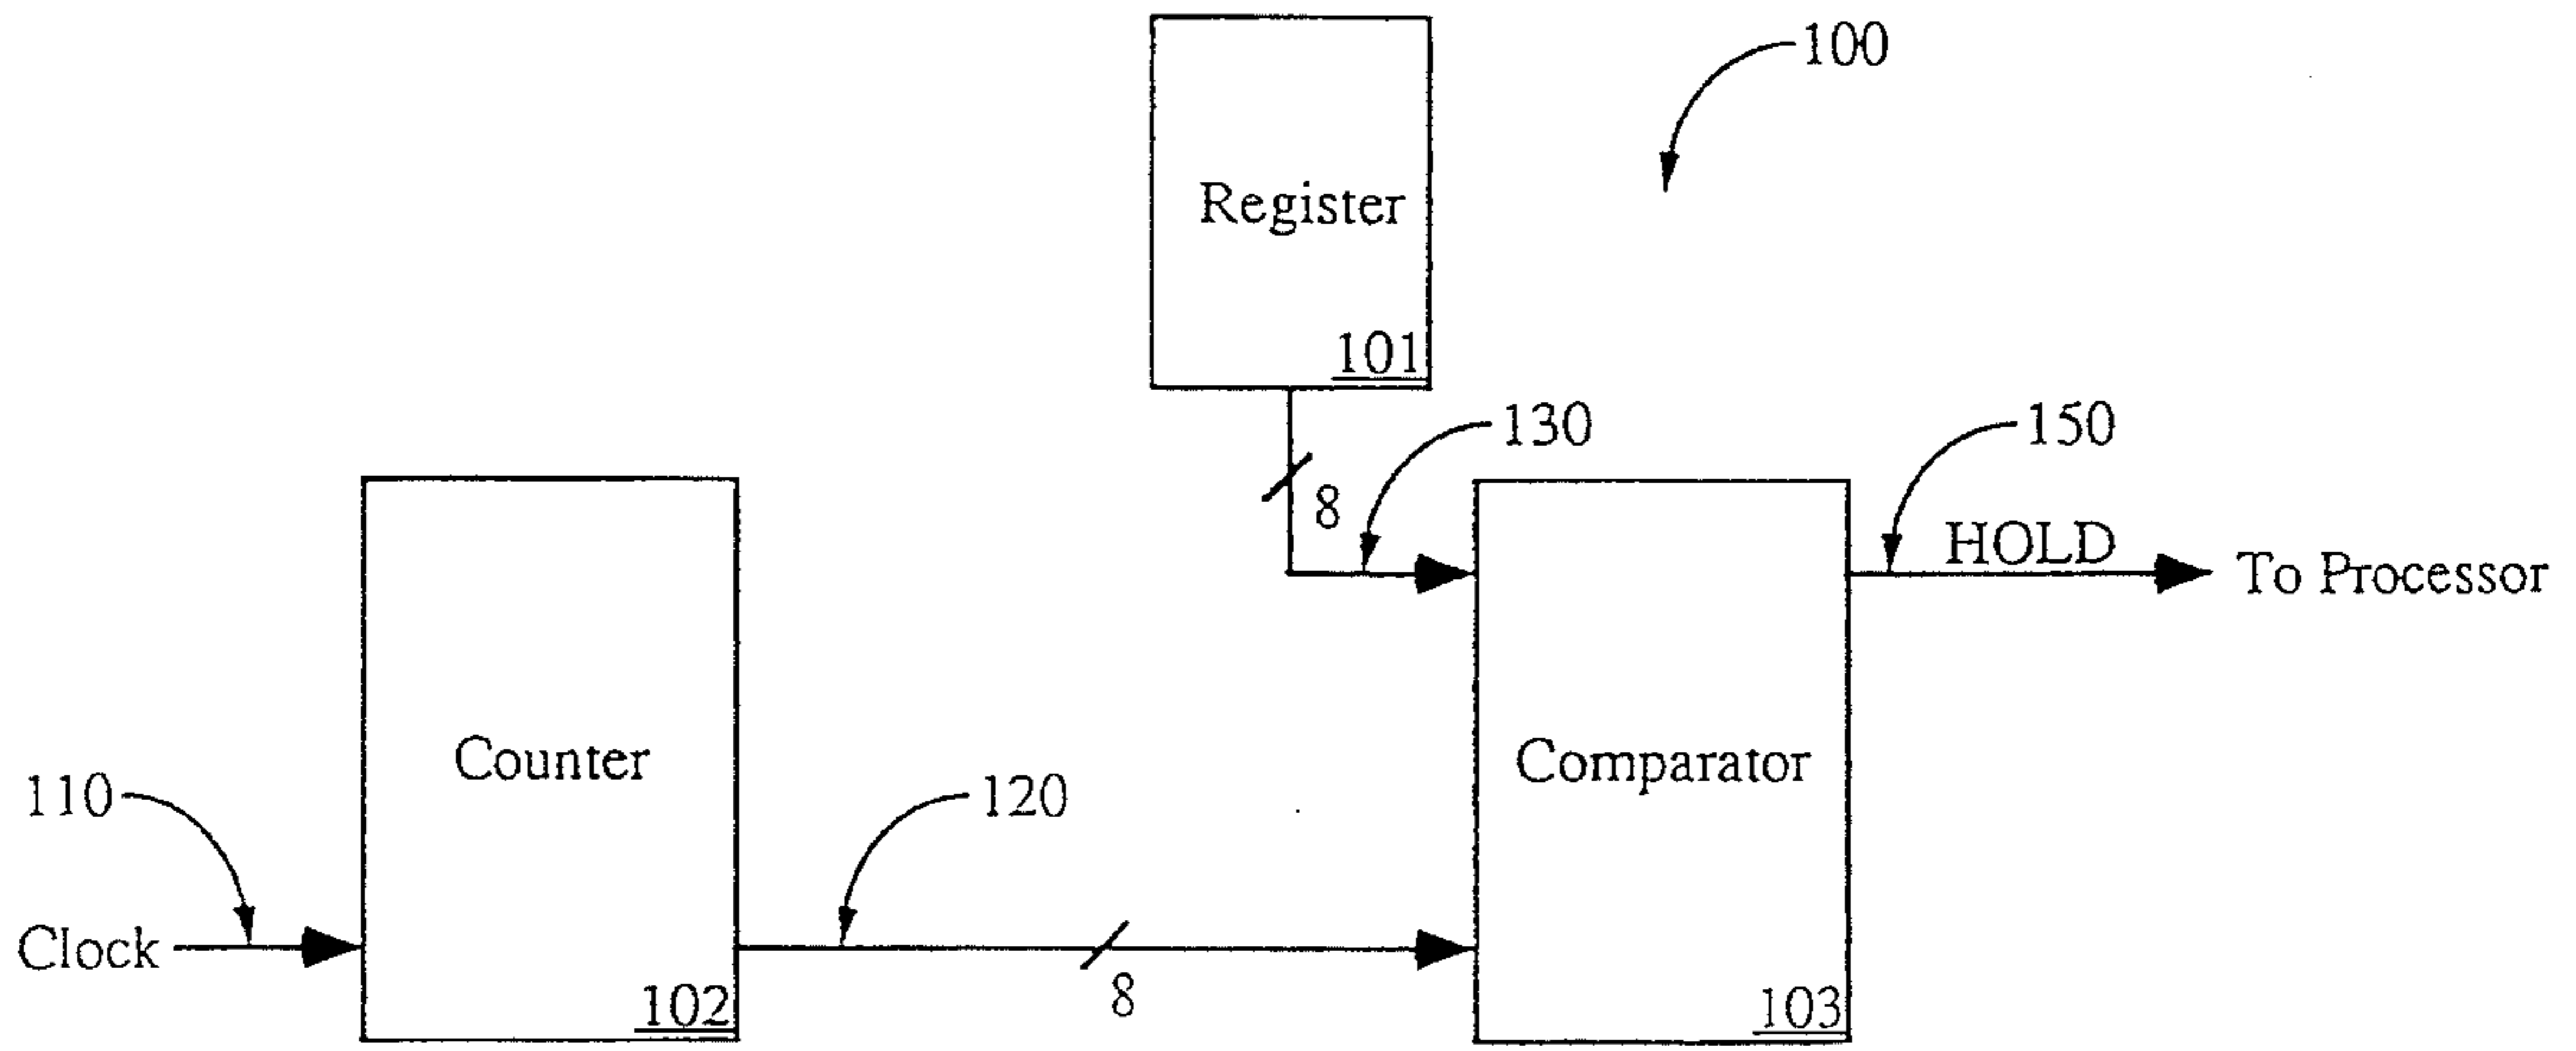 100
Register
101
130
150
8
HOLD
To Processor
Counter
Comparator
110
120
Clock
8
102
103